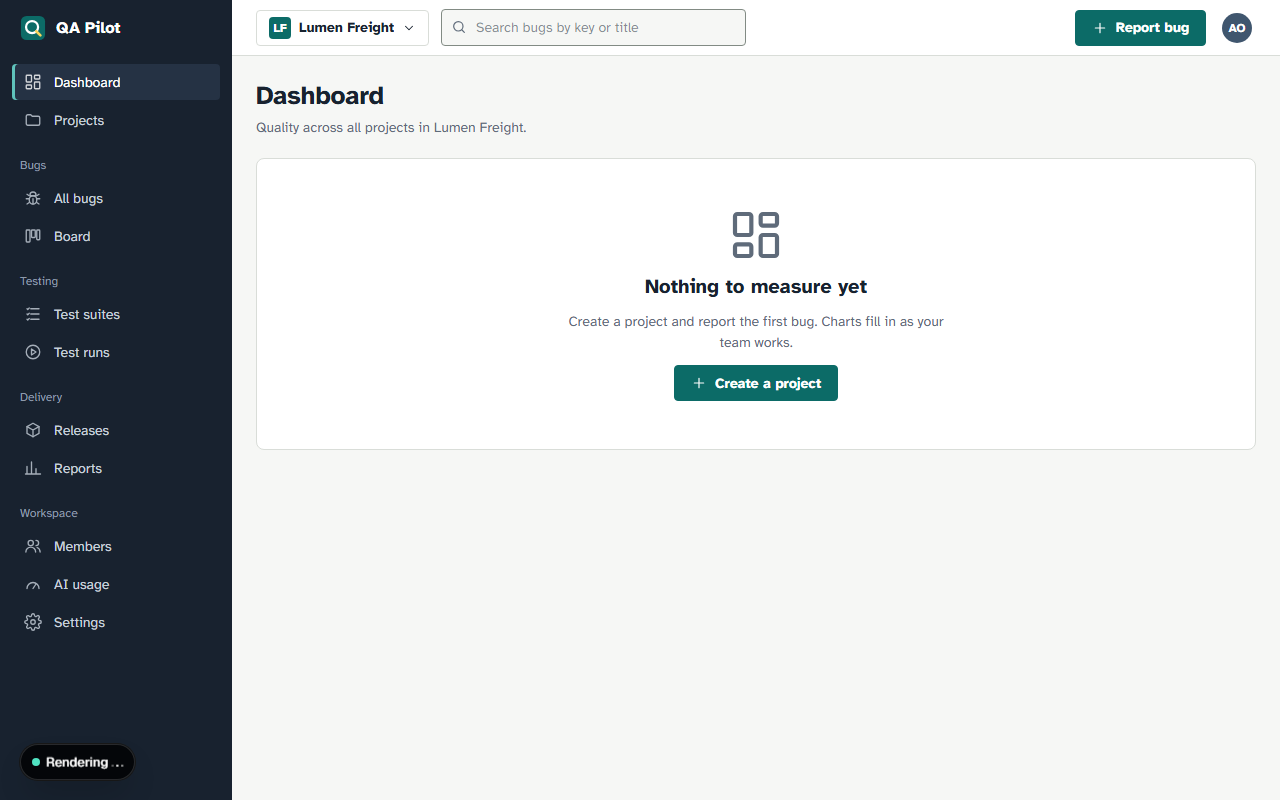 QA Pilot
Dashboard
Projects
Bugs
All bugs
Board
Testing
Test suites
Test runs
Delivery
Releases
Reports
Workspace
Members
AI usage
Settings
Rendering ...
LF Lumen Freight
Search bugs by key or title
+ Report bug
AO
Dashboard
Quality across all projects in Lumen Freight.
Nothing to measure yet
Create a project and report the first bug. Charts fill in as your
team works.
+ Create a project